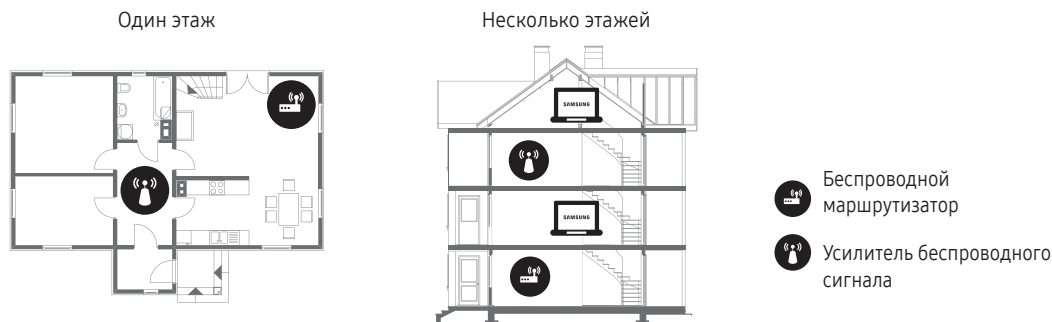 Один этаж
Несколько этажей
SAMSUNG
SAMSUNG
Беспроводной
маршрутизатор
Усилитель беспроводного
сигнала